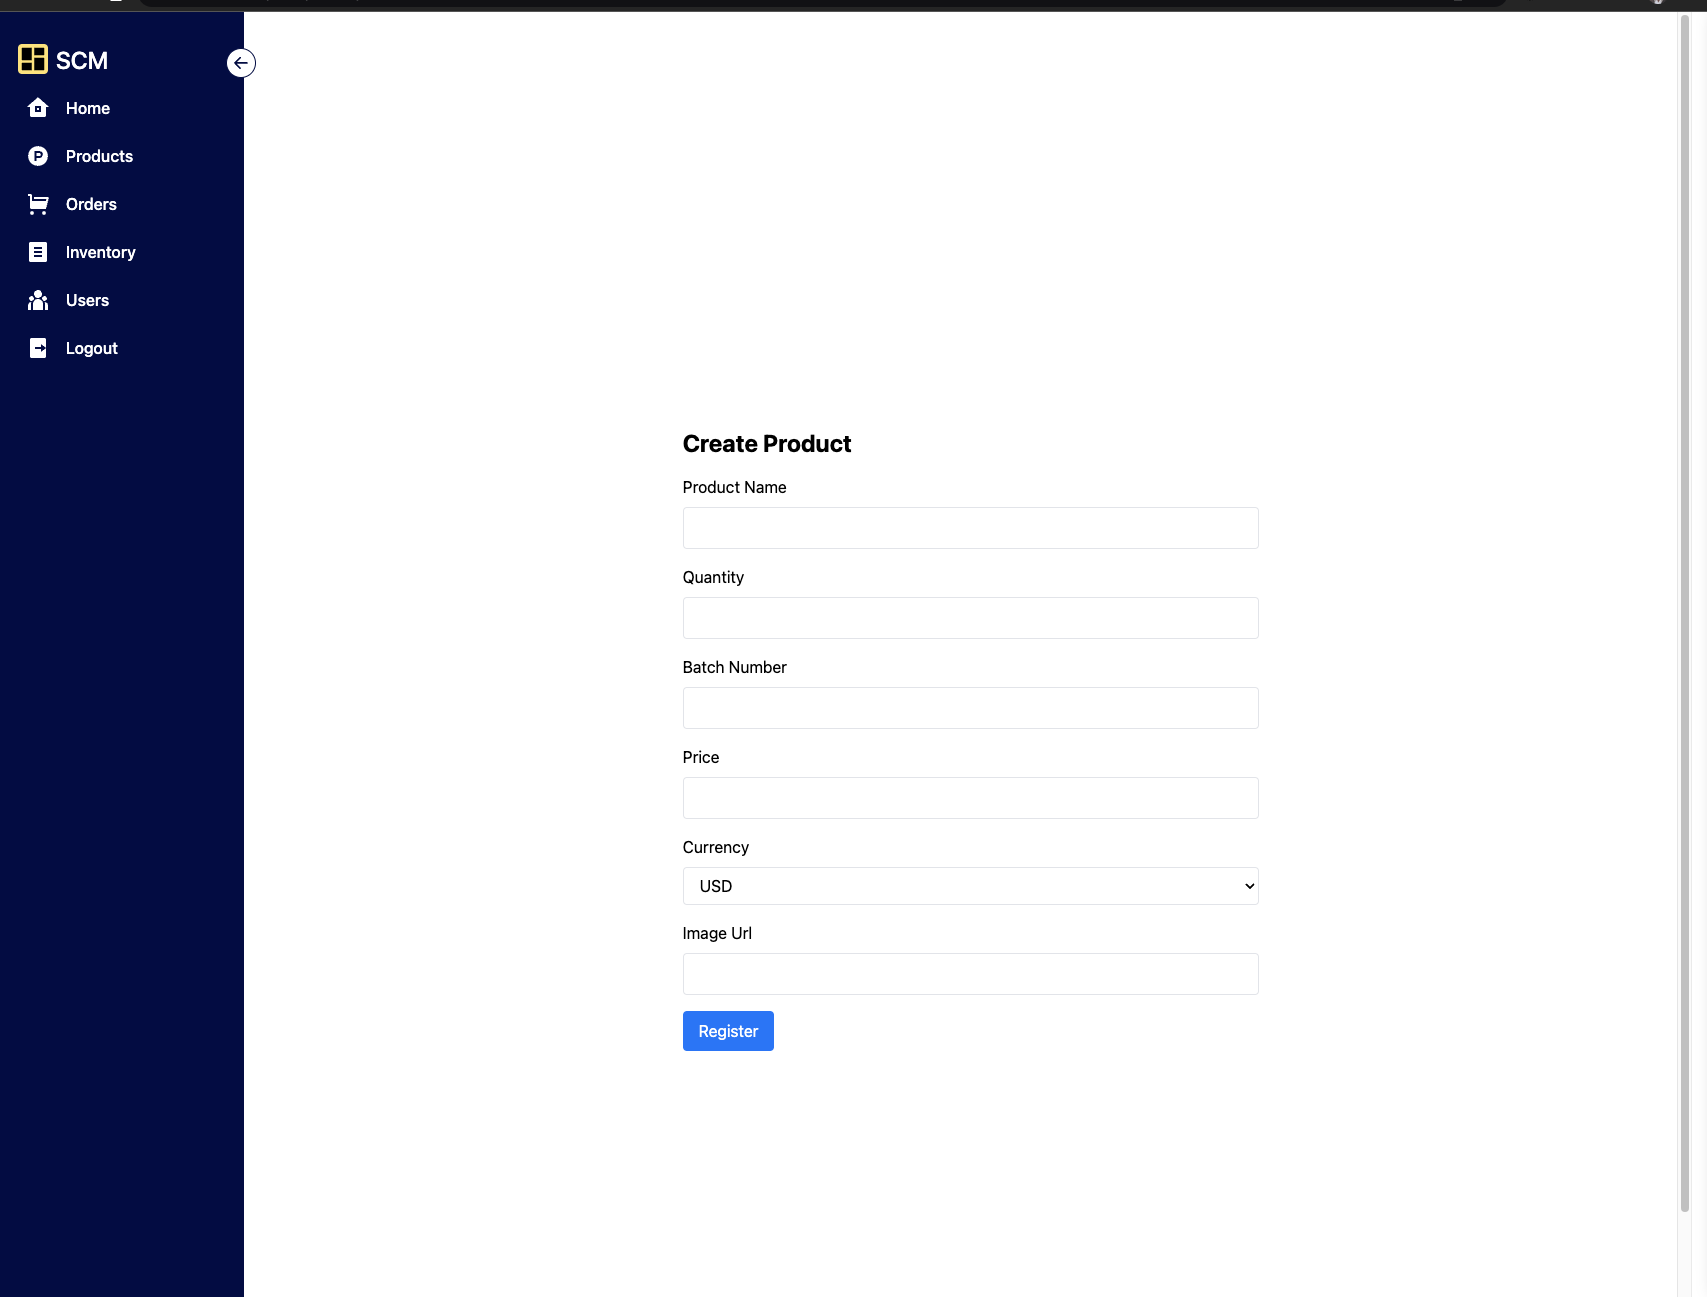 SCM
Home
Products
Orders
Inventory
Users
Logout
Create Product
Product Name
Quantity
Batch Number
Price
Currency
USD
Image Url
Register